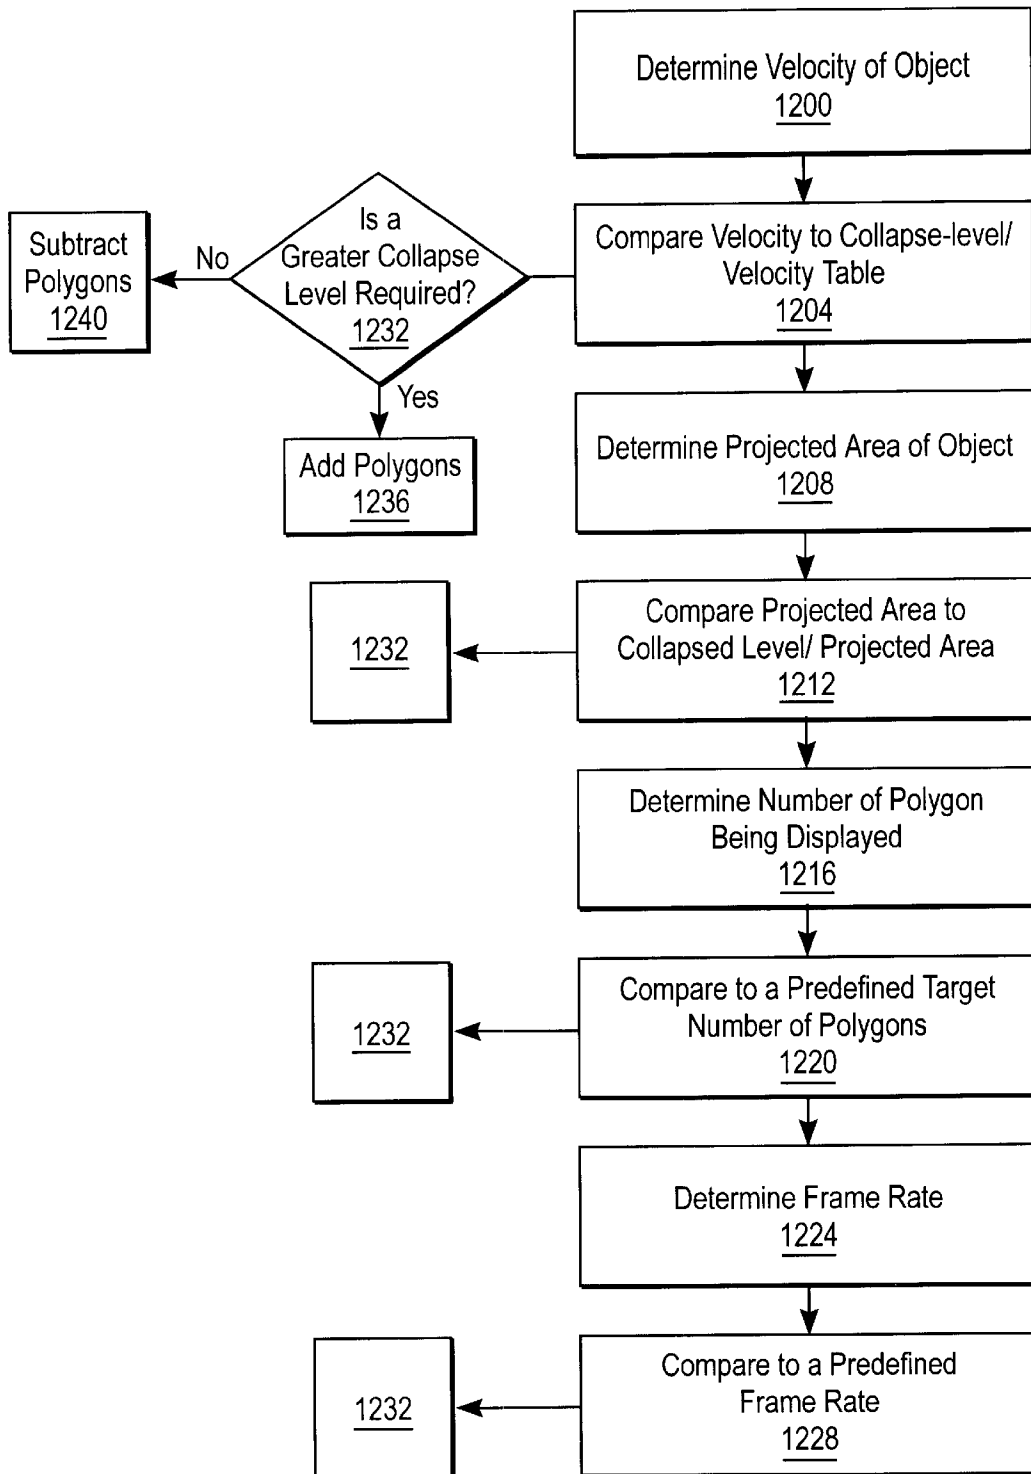 Determine Velocity of Object
1200
Compare Velocity to Collapse-level/
Velocity Table
1204
Is a
Greater Collapse
Level Required?
1232
No
Subtract
Polygons
1240
Yes
Add Polygons
1236
Determine Projected Area of Object
1208
Compare Projected Area to
Collapsed Level/ Projected Area
1212
1232
Determine Number of Polygon
Being Displayed
1216
Compare to a Predefined Target
Number of Polygons
1220
1232
Determine Frame Rate
1224
Compare to a Predefined
Frame Rate
1228
1232